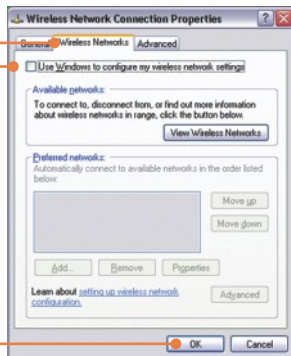 Wireless Network Connection Properties
General Wireless Networks Advanced
Use Windows to configure my wireless network settings
Available networks:
To connect to, disconnect from, or find out more information
about wireless networks in range, click the button below.
View Wireless Networks
Preferred networks:
Automatically connect to available networks in the order listed
below:
Move up
Move down
Add... Remove Properties
Learn about setting up wireless network
configuration.
Advanced
OK Cancel